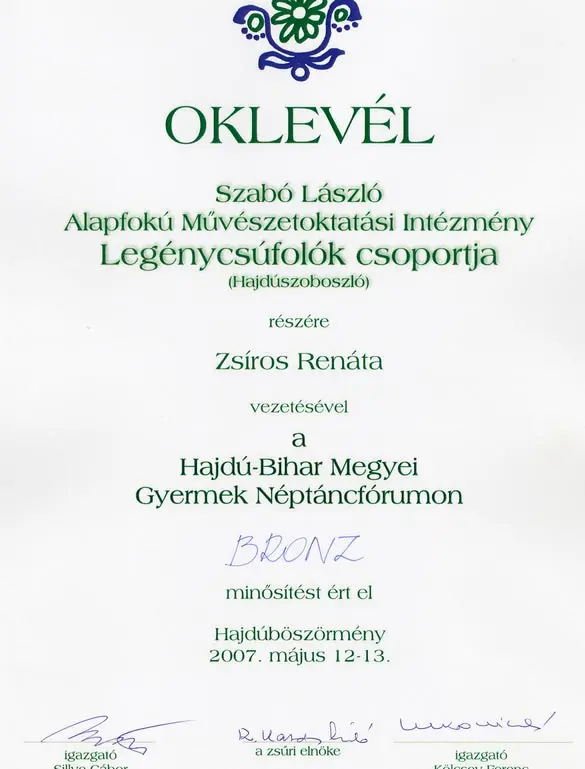 OKLEVÉL
Szabó László
Alapfokú Művészetoktatási Intézmény
Legénycsúfolók csoportja
(Hajdúszoboszló)
részére
Zsíros Renáta
vezetésével
a
Hajdú-Bihar Megyei
Gyermek Néptáncfórumon
BRONZ
minősítést ért el
Hajdúböszörmény
2007. május 12-13.
igazgató
a zsűri elnöke
igazgató